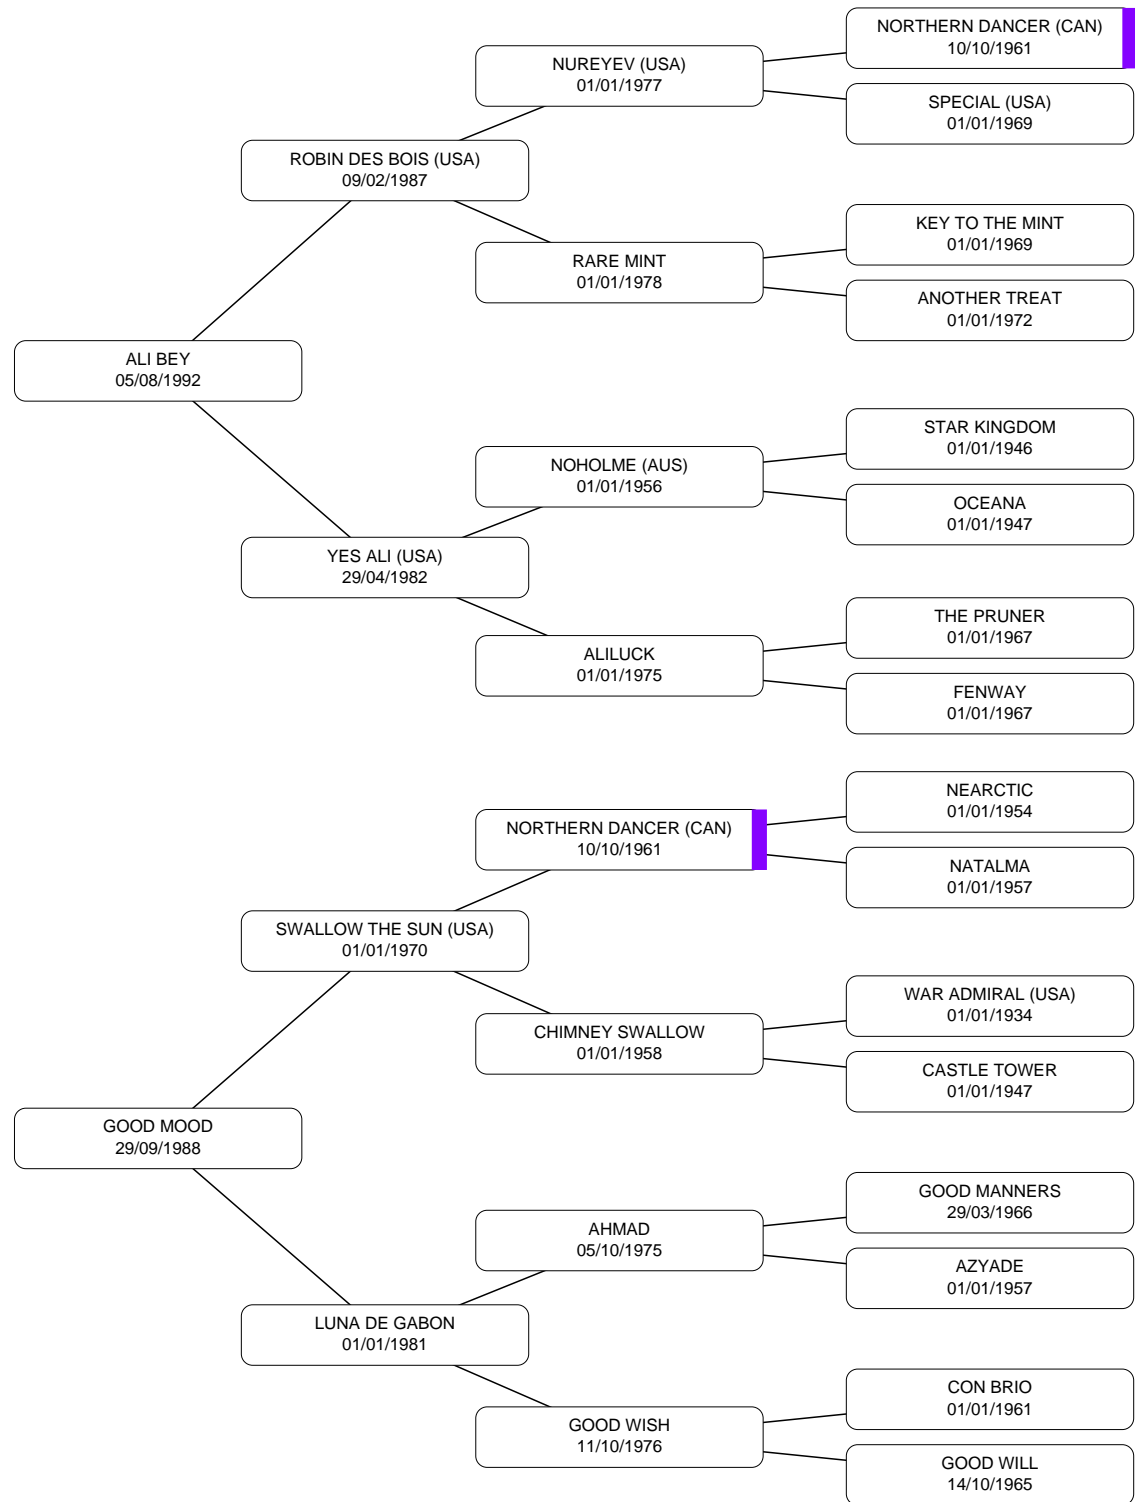 NORTHERN DANCER (CAN)
10/10/1961
NUREYEV (USA)
01/01/1977
SPECIAL (USA)
01/01/1969
ROBIN DES BOIS (USA)
09/02/1987
KEY TO THE MINT
01/01/1969
RARE MINT
01/01/1978
ANOTHER TREAT
01/01/1972
ALI BEY
05/08/1992
STAR KINGDOM
01/01/1946
NOHOLME (AUS)
01/01/1956
OCEANA
01/01/1947
YES ALI (USA)
29/04/1982
THE PRUNER
01/01/1967
ALILUCK
01/01/1975
FENWAY
01/01/1967
NEARCTIC
01/01/1954
NORTHERN DANCER (CAN)
10/10/1961
NATALMA
01/01/1957
SWALLOW THE SUN (USA)
01/01/1970
WAR ADMIRAL (USA)
01/01/1934
CHIMNEY SWALLOW
01/01/1958
CASTLE TOWER
01/01/1947
GOOD MOOD
29/09/1988
GOOD MANNERS
29/03/1966
AHMAD
05/10/1975
AZYADE
01/01/1957
LUNA DE GABON
01/01/1981
CON BRIO
01/01/1961
GOOD WISH
11/10/1976
GOOD WILL
14/10/1965